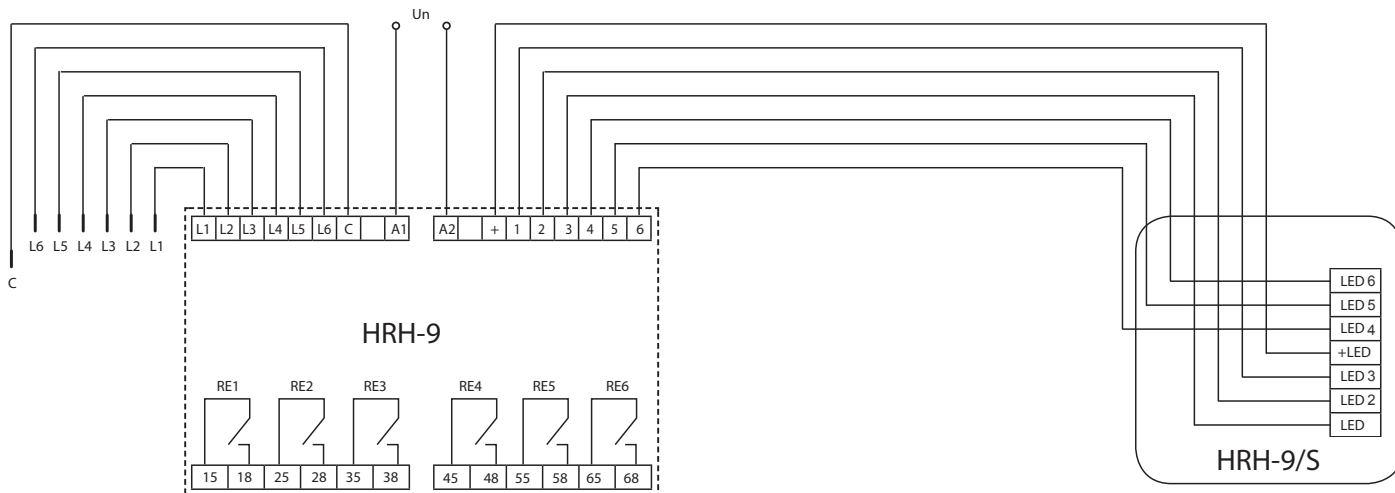 Un
L6 L5 L4 L3 L2 L1
C
L1 L2 L3 L4 L5 L6 C A1
A2 + 1 2 3 4 5 6
HRH-9
RE1 RE2 RE3 RE4 RE5 RE6
15 18 25 28 35 38
45 48 55 58 65 68
LED 6
LED 5
LED 4
+LED
LED 3
LED 2
LED
HRH-9/S